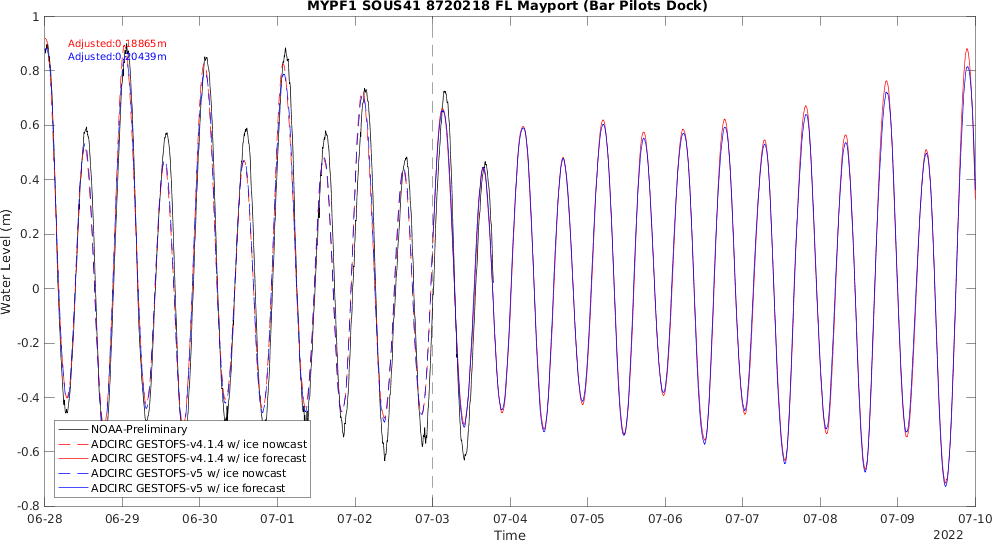 MYPF1 SOUS41 8720218 FL Mayport (Bar Pilots Dock)
Adjusted:0.18865m
Adjusted:0.20439m
Water Level (m)
1
0.8
0.6
0.4
0.2
0
-0.2
-0.4
-0.6
-0.8
NOAA-Preliminary
ADCIRC GESTOFS-v4.1.4 w/ ice nowcast
ADCIRC GESTOFS-v4.1.4 w/ ice forecast
ADCIRC GESTOFS-v5 w/ ice nowcast
ADCIRC GESTOFS-v5 w/ ice forecast
06-28 06-29 06-30 07-01 07-02 07-03 07-04 07-05 07-06 07-07 07-08 07-09 07-10
Time
2022